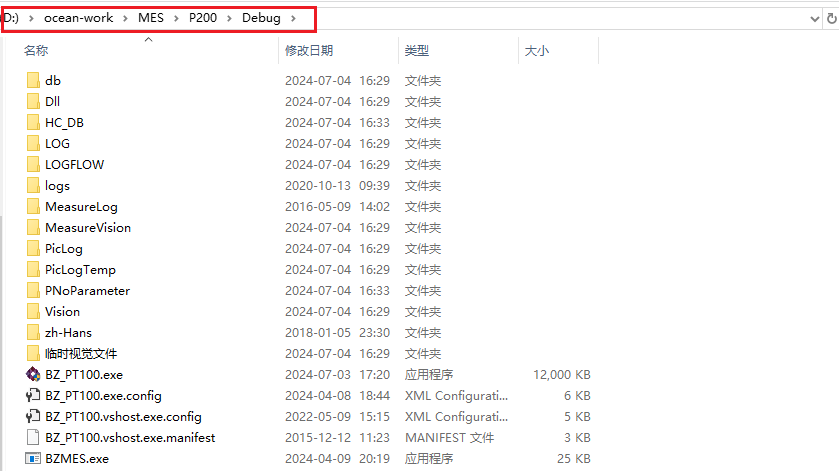 D:) > ocean-work > MES > P200 > Debug >
名称 修改日期 类型 大小
db 2024-07-04 16:29 文件夹
Dll 2024-07-04 16:29 文件夹
HC_DB 2024-07-04 16:33 文件夹
LOG 2024-07-04 16:29 文件夹
LOGFLOW 2024-07-04 16:29 文件夹
logs 2020-10-13 09:39 文件夹
MeasureLog 2016-05-09 14:02 文件夹
MeasureVision 2024-07-04 16:29 文件夹
PicLog 2024-07-04 16:29 文件夹
PicLogTemp 2024-07-04 16:29 文件夹
PNoParameter 2024-07-04 16:33 文件夹
Vision 2024-07-04 16:29 文件夹
zh-Hans 2018-01-05 23:30 文件夹
临时视觉文件 2024-07-04 16:29 文件夹
BZ_PT100.exe 2024-07-03 17:20 应用程序 12,000 KB
BZ_PT100.exe.config 2024-04-08 18:44 XML Configurati... 6 KB
BZ_PT100.vshost.exe.config 2022-05-09 15:15 XML Configurati... 5 KB
BZ_PT100.vshost.exe.manifest 2015-12-12 11:23 MANIFEST 文件 3 KB
BZMES.exe 2024-04-09 20:19 应用程序 25 KB